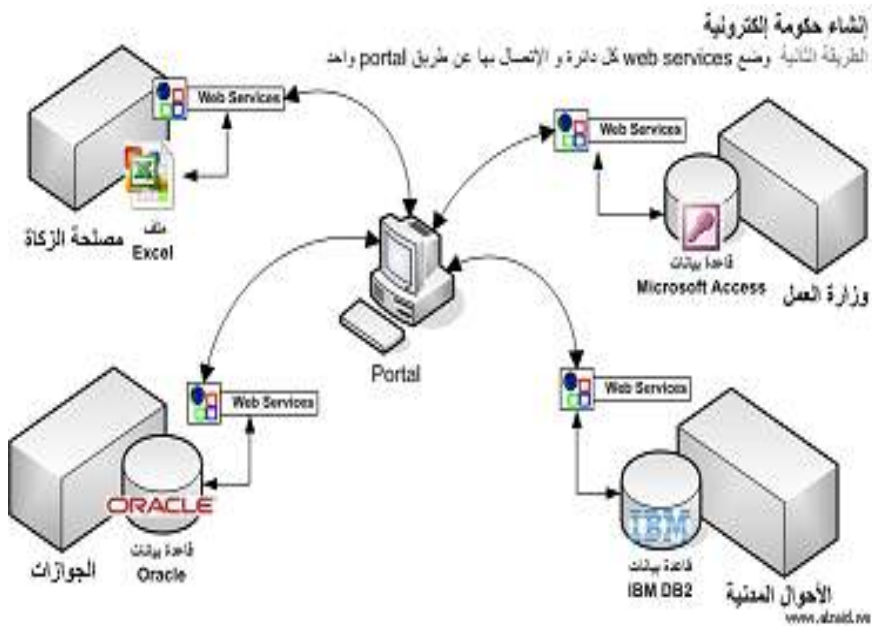 إنشاء حكومة إلكترونية
الطريقة الثانية وضع web services كل دائرة و الإتصال بها عن طريق portal واحد
Web Services
ملف
Excel
مصلحة الزكاة
Web Services
قاعدة بيانات
Microsoft Access
وزارة العمل
Portal
Web Services
ORACLE
قاعدة بيانات
Oracle
الجوازات
Web Services
IBM
قاعدة بيانات
IBM DB2
الأحوال المدنية